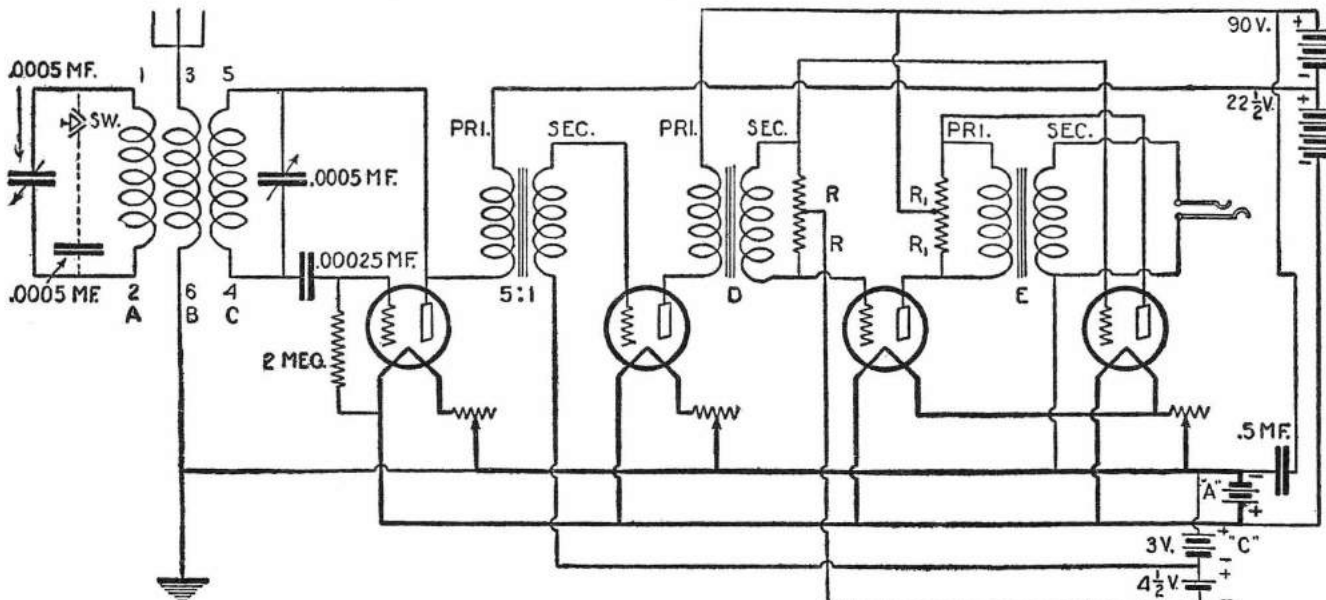 .0005 MF.
1 3 5
SW.
.0005 MF.
.0005 MF.
2 6 4
A B C
.00025 MF.
2 MEG.
PRI. SEC.
5:1
PRI. SEC.
D
R
R
R1
R1
PRI. SEC.
E
90 V. +
-
22½V. +
.5 MF.
"A" -
+
3 V. + "C"
-
4½V. +
-